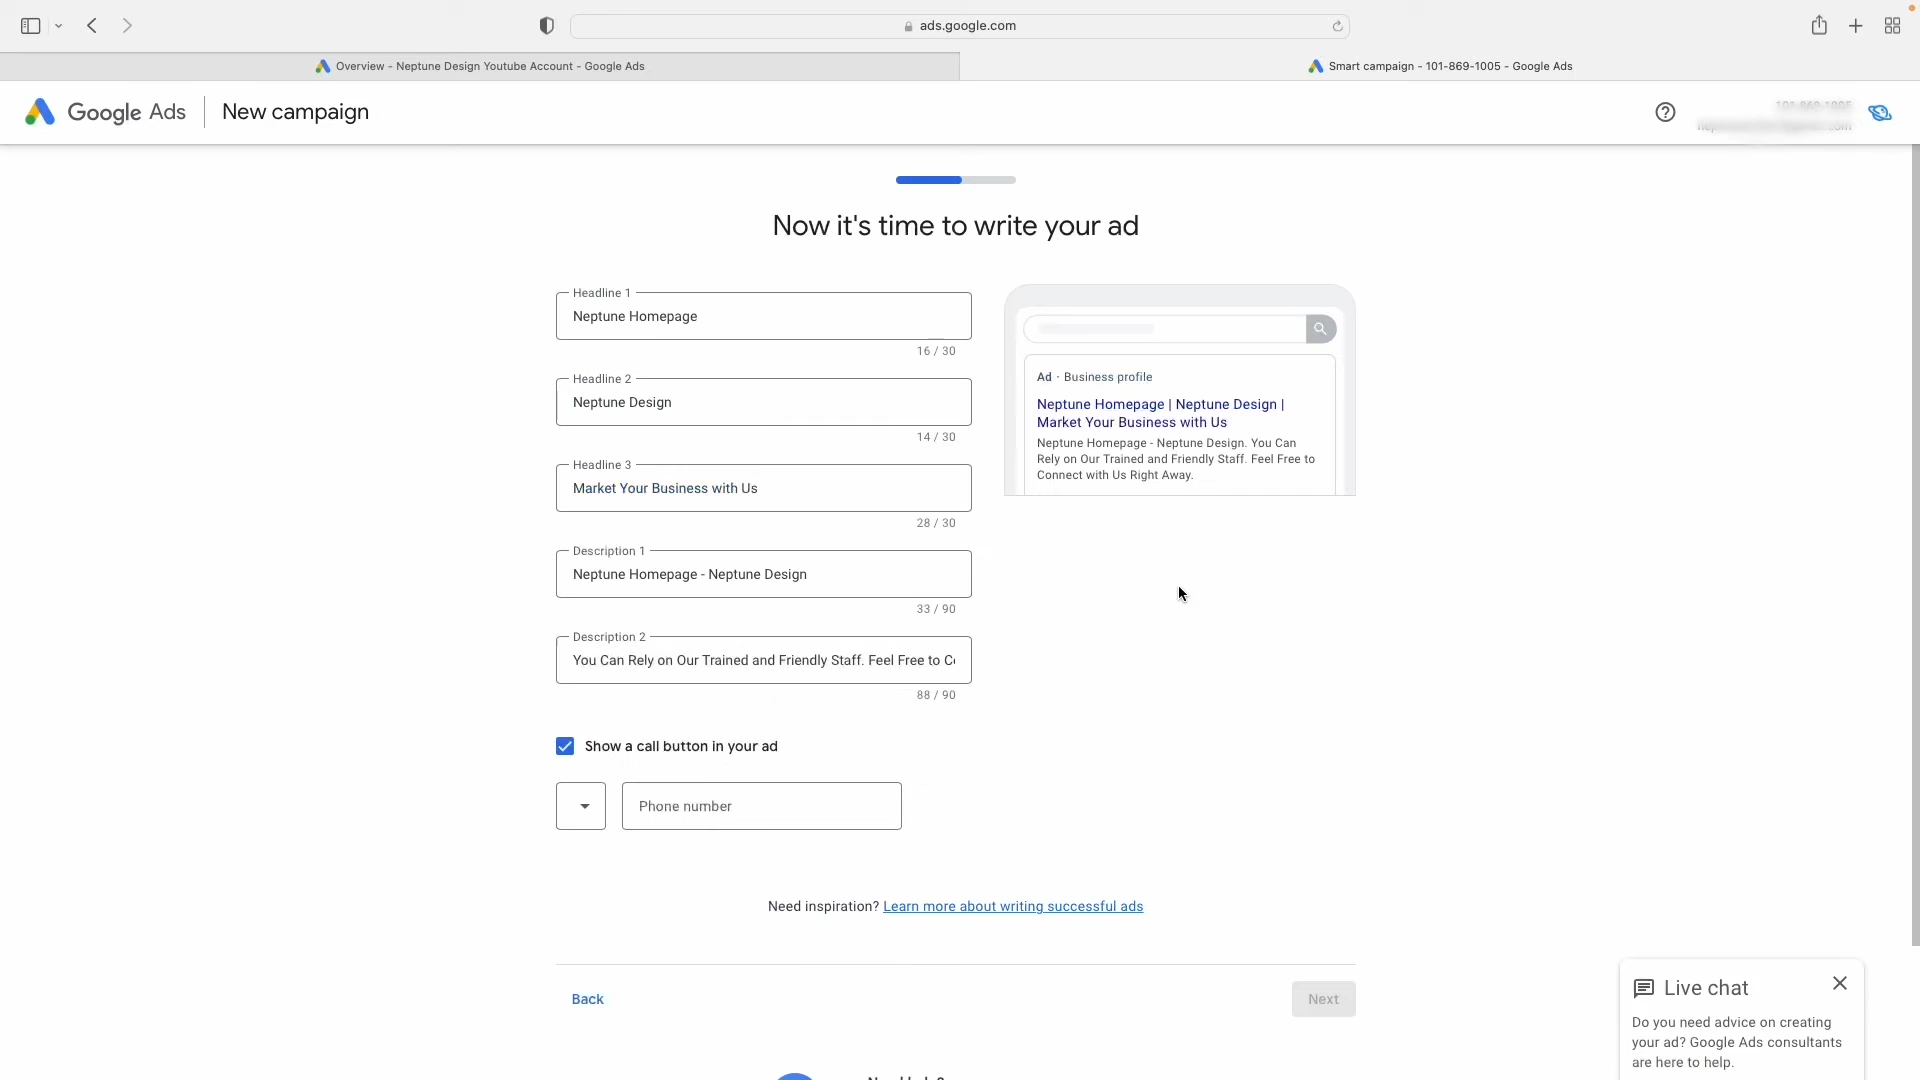 ads.google.com
Overview - Neptune Design Youtube Account - Google Ads
Smart campaign - 101-869-1005 - Google Ads
Google Ads
New campaign
Now it's time to write your ad
Headline 1
Neptune Homepage
16 / 30
Headline 2
Neptune Design
14 / 30
Headline 3
Market Your Business with Us
28 / 30
Description 1
Neptune Homepage - Neptune Design
33 / 90
Description 2
You Can Rely on Our Trained and Friendly Staff. Feel Free to
88 / 90
Ad · Business profile
Neptune Homepage | Neptune Design |
Market Your Business with Us
Neptune Homepage - Neptune Design. You Can
Rely on Our Trained and Friendly Staff. Feel Free to
Connect with Us Right Away.
Show a call button in your ad
Phone number
Need inspiration? Learn more about writing successful ads
Back
Next
Live chat
Do you need advice on creating
your ad? Google Ads consultants
are here to help.